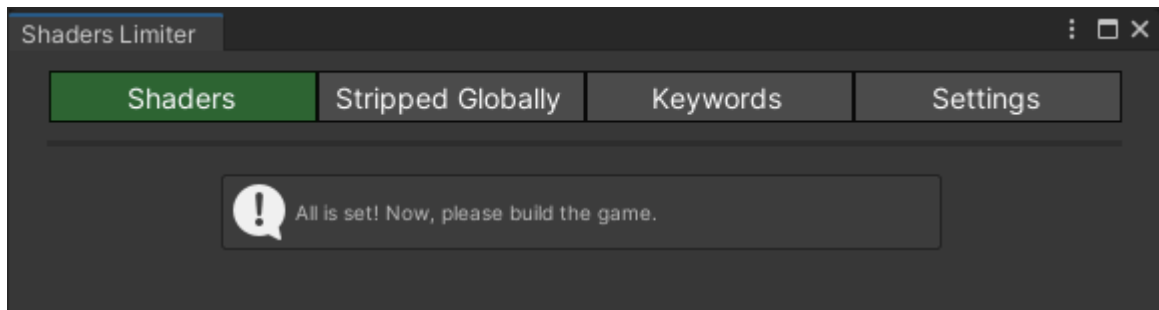 Shaders Limiter
Shaders Stripped Globally Keywords Settings
All is set! Now, please build the game.